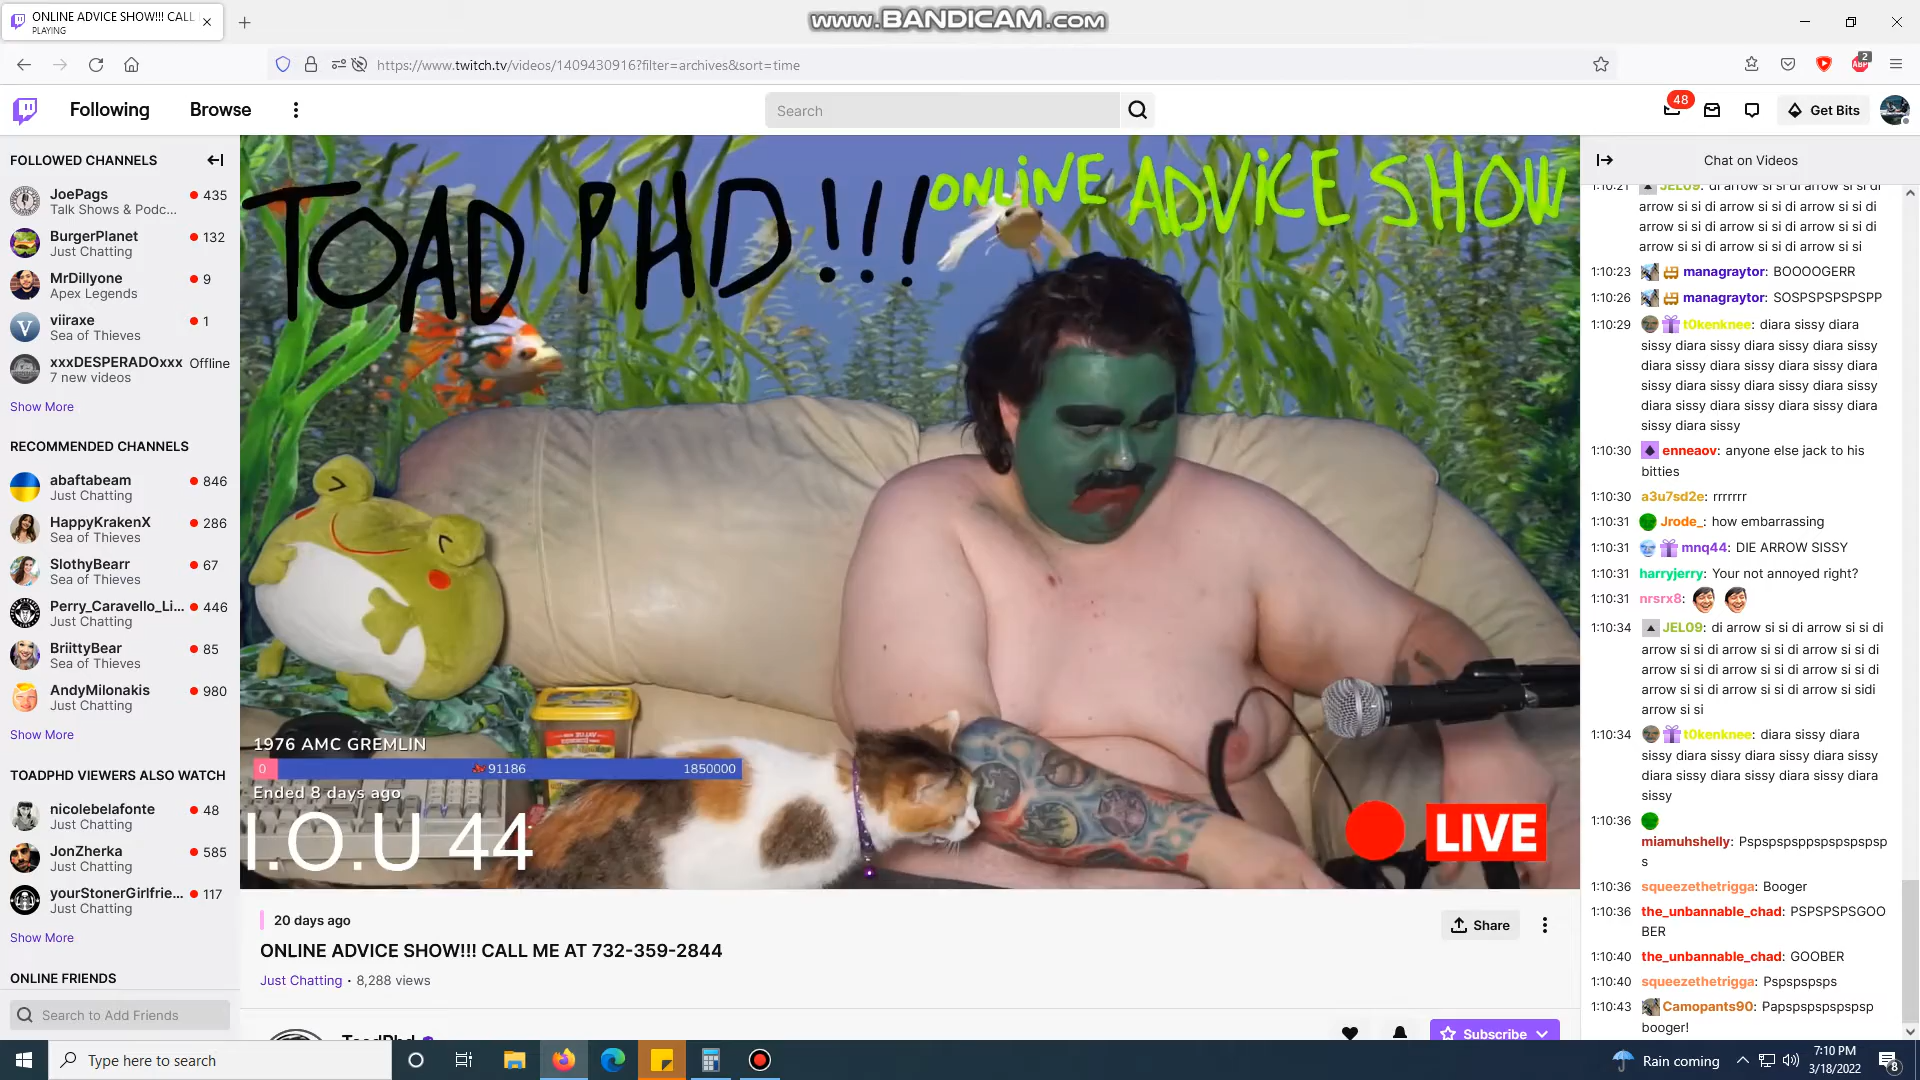 ONLINE ADVICE SHOW!!! CALL
PLAYING
www.BANDICAM.com
https://www.twitch.tv/videos/1409430916?filter=archives&sort=time
2
Following
Browse
Search
48
Get Bits
FOLLOWED CHANNELS
JoePags
435
Talk Shows & Podc...
BurgerPlanet
132
Just Chatting
MrDillyone
9
Apex Legends
viiraxe
1
Sea of Thieves
xxxDESPERADOxxx
Offline
7 new videos
Show More
RECOMMENDED CHANNELS
abaftabeam
846
Just Chatting
HappyKrakenX
286
Sea of Thieves
SlothyBearr
67
Sea of Thieves
Perry_Caravello_Li...
446
Just Chatting
BriittyBear
85
Sea of Thieves
AndyMilonakis
980
Just Chatting
Show More
TOADPHD VIEWERS ALSO WATCH
nicolebelafonte
48
Just Chatting
JonZherka
585
Just Chatting
yourStonerGirlfrie...
117
Just Chatting
Show More
ONLINE FRIENDS
Search to Add Friends
TOAD PHD!!!
ONLINE ADVICE SHOW
1976 AMC GREMLIN
0
91186
1850000
Ended 8 days ago
I.O.U 44
LIVE
20 days ago
Share
ONLINE ADVICE SHOW!!! CALL ME AT 732-359-2844
Just Chatting • 8,288 views
ToadPhd
Subscribe
Chat on Videos
1:10:21 JEL09: di arrow si si di arrow si si di
arrow si si di arrow si si di arrow si si di
arrow si si di arrow si si di arrow si si di
arrow si si di arrow si si di arrow si si
1:10:23 managraytor: BOOOOGERR
1:10:26 managraytor: SOSPSPSPSPSPP
1:10:29 t0kenknee: diara sissy diara
sissy diara sissy diara sissy diara sissy
diara sissy diara sissy diara sissy diara
sissy diara sissy diara sissy diara sissy
diara sissy diara sissy diara sissy diara
sissy diara sissy
1:10:30 enneaov: anyone else jack to his
bitties
1:10:30 a3u7sd2e: rrrrrrr
1:10:31 Jrode_: how embarrassing
1:10:31 mnq44: DIE ARROW SISSY
1:10:31 harryjerry: Your not annoyed right?
1:10:31 nrsrx8:
1:10:34 JEL09: di arrow si si di arrow si si di
arrow si si di arrow si si di arrow si si di
arrow si si di arrow si si di arrow si si di
arrow si si di arrow si si di arrow si sidi
arrow si si
1:10:34 t0kenknee: diara sissy diara
sissy diara sissy diara sissy diara sissy
diara sissy diara sissy diara sissy diara
sissy
1:10:36
miamuhshelly: Pspspspsppspspspspsp
s
1:10:36 squeezethetrigga: Booger
1:10:36 the_unbannable_chad: PSPSPSPSGOO
BER
1:10:40 the_unbannable_chad: GOOBER
1:10:40 squeezethetrigga: Pspspspsps
1:10:43 Camopants90: Papspspspspspsp
booger!
Type here to search
Rain coming
7:10 PM
3/18/2022
8